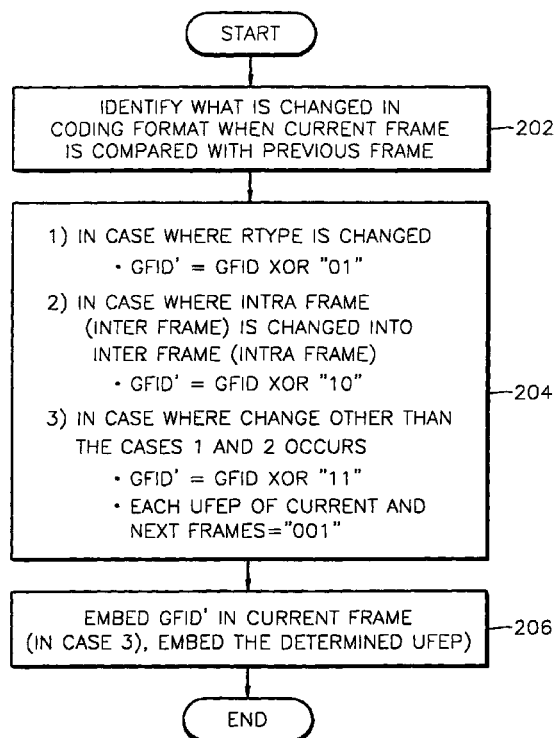 START
IDENTIFY WHAT IS CHANGED IN
CODING FORMAT WHEN CURRENT FRAME
IS COMPARED WITH PREVIOUS FRAME
202
1) IN CASE WHERE RTYPE IS CHANGED
• GFID' = GFID XOR "01"
2) IN CASE WHERE INTRA FRAME
(INTER FRAME) IS CHANGED INTO
INTER FRAME (INTRA FRAME)
• GFID' = GFID XOR "10"
3) IN CASE WHERE CHANGE OTHER THAN
THE CASES 1 AND 2 OCCURS
• GFID' = GFID XOR "11"
• EACH UFEP OF CURRENT AND
NEXT FRAMES="001"
204
EMBED GFID' IN CURRENT FRAME
(IN CASE 3), EMBED THE DETERMINED UFEP)
206
END